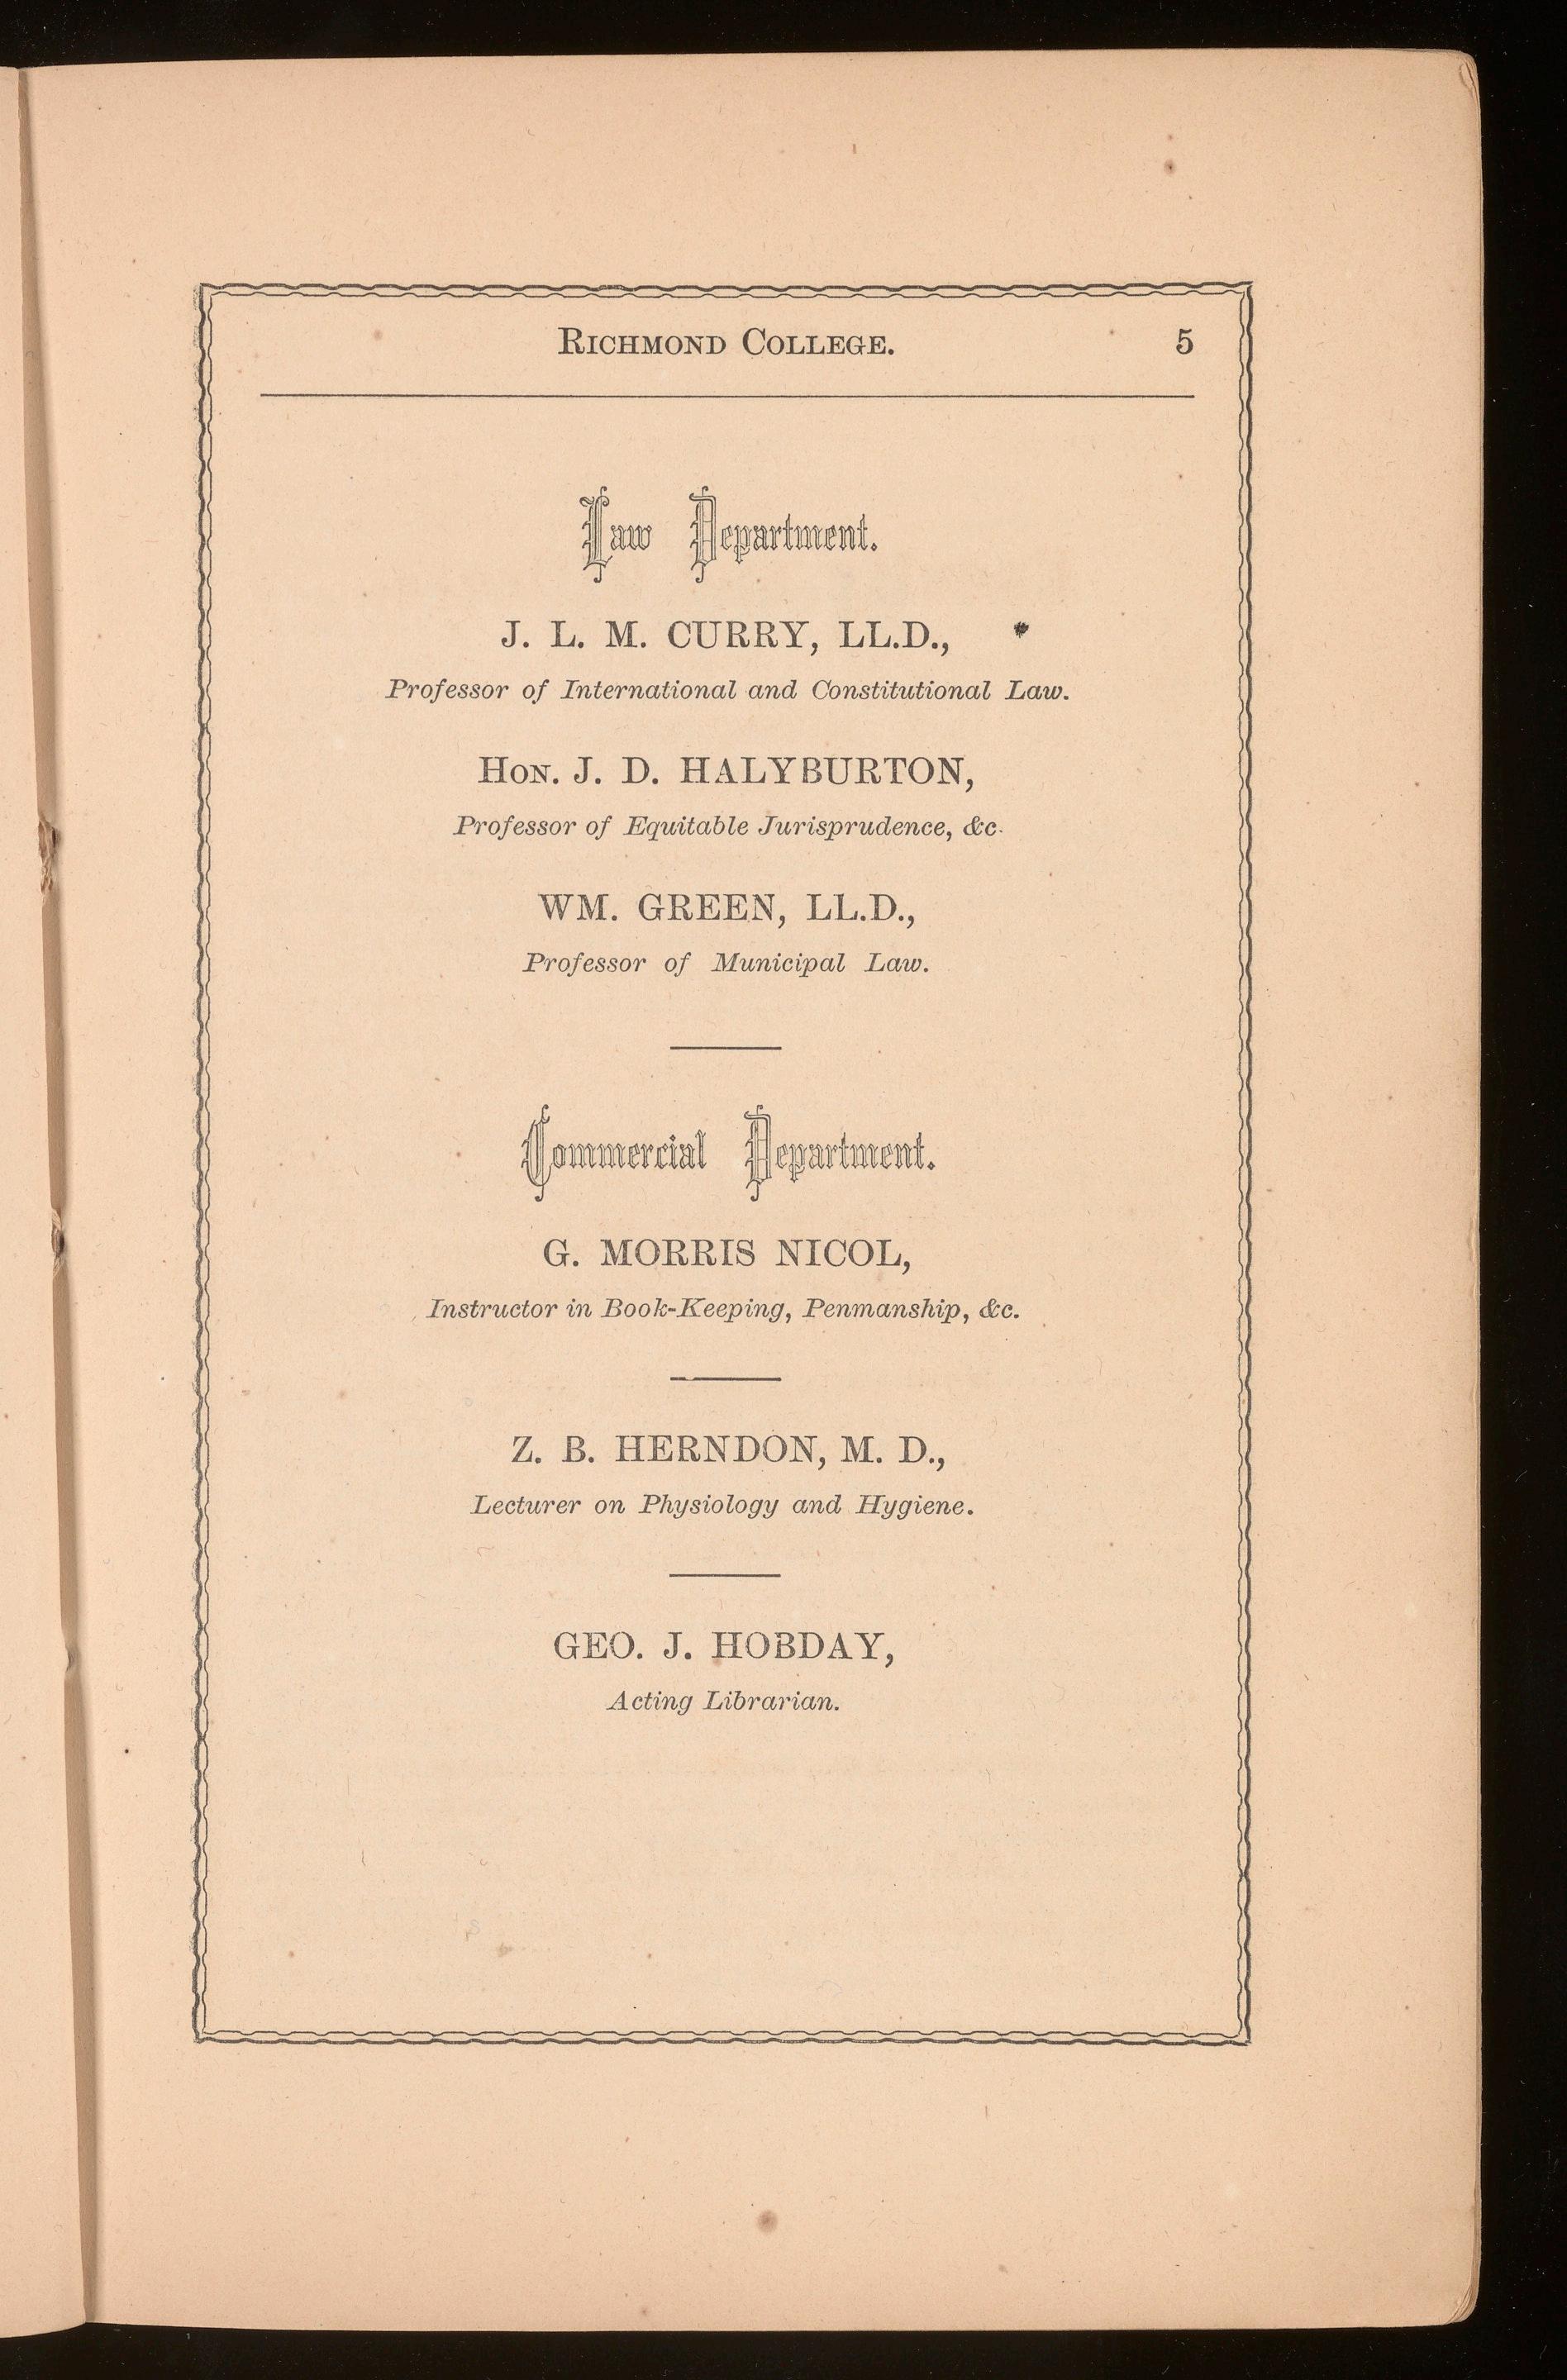 RICHMOND COLLEGE. 5
Law Department.
J. L. M. CURRY, LL.D.,
Professor of International and Constitutional Law.
HON. J. D. HALYBURTON,
Professor of Equitable Jurisprudence, &c.
WM. GREEN, LL.D.,
Professor of Municipal Law.
Commercial Department.
G. MORRIS NICOL,
Instructor in Book-Keeping, Penmanship, &c.
Z. B. HERNDON, M. D.,
Lecturer on Physiology and Hygiene.
GEO. J. HOBDAY,
Acting Librarian.